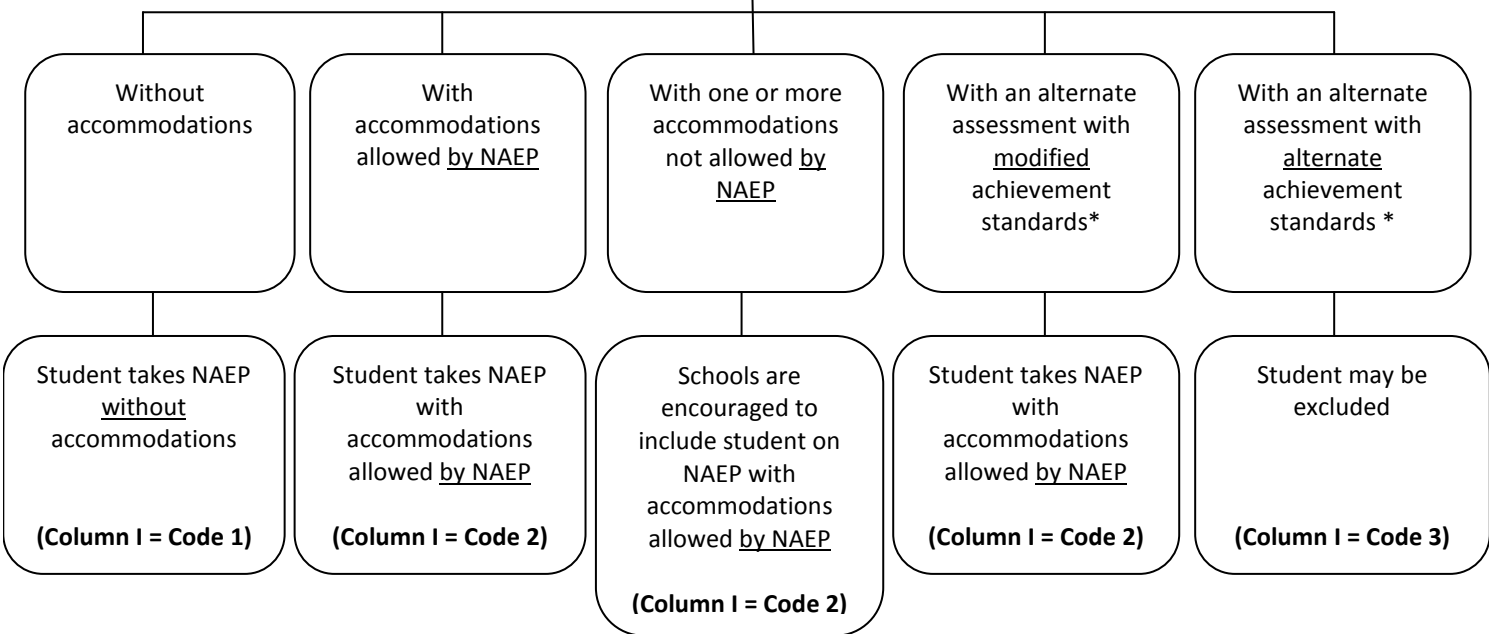 Without
accommodations
With
accommodations
allowed by NAEP
With one or more
accommodations
not allowed by
NAEP
With an alternate
assessment with
modified
achievement
standards*
With an alternate
assessment with
alternate
achievement
standards *
Student takes NAEP
without
accommodations
(Column I = Code 1)
Student takes NAEP
with
accommodations
allowed by NAEP
(Column I = Code 2)
Schools are
encouraged to
include student on
NAEP with
accommodations
allowed by NAEP
(Column I = Code 2)
Student takes NAEP
with
accommodations
allowed by NAEP
(Column I = Code 2)
Student may be
excluded
(Column I = Code 3)